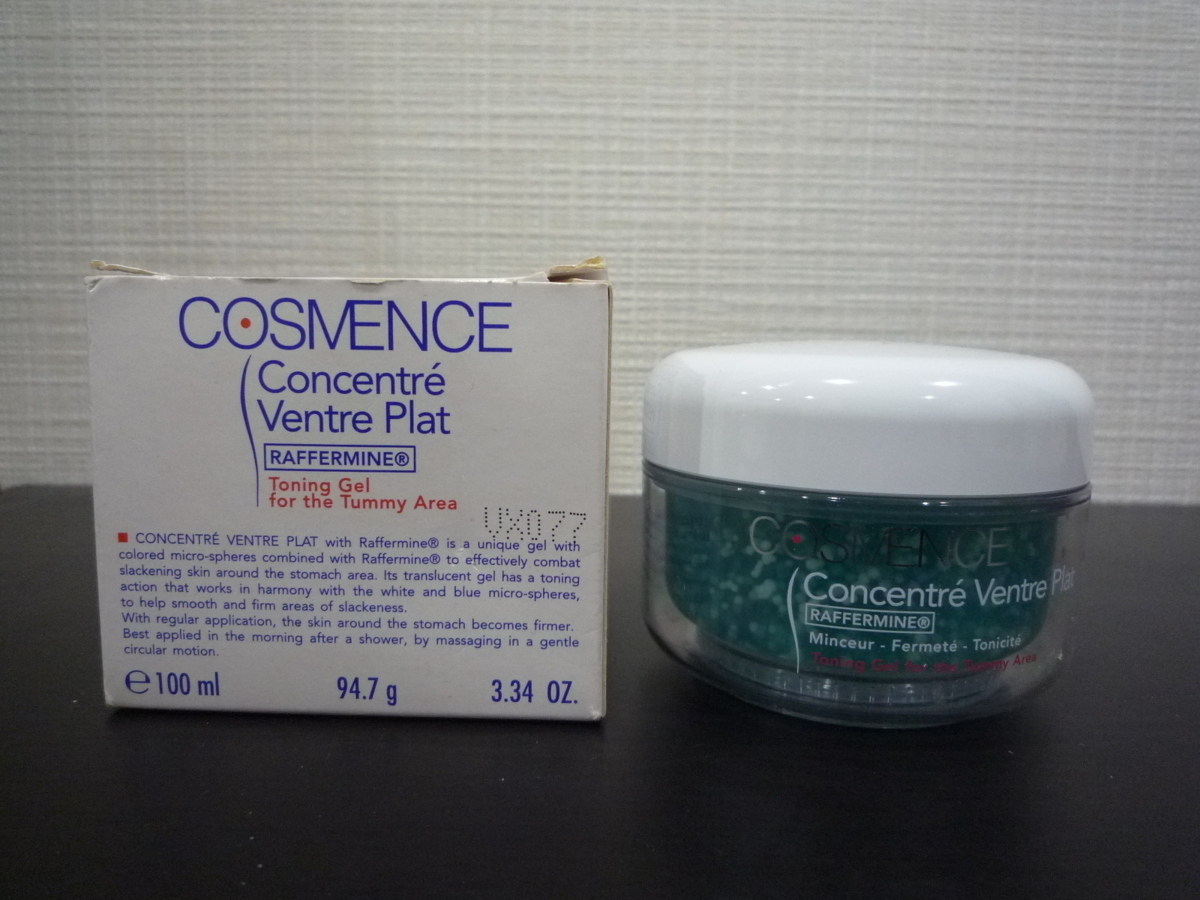 COSMENCE
Concentré
Ventre Plat
RAFFERMINE®
Toning Gel
for the Tummy Area
VX077
CONCENTRÉ VENTRE PLAT with Raffermine® is a unique gel with
colored micro-spheres combined with Raffermine® to effectively combat
slackening skin around the stomach area. Its translucent gel has a toning
action that works in harmony with the white and blue micro-spheres,
to help smooth and firm areas of slackeness.
With regular application, the skin around the stomach becomes firmer.
Best applied in the morning after a shower, by massaging in a gentle
circular motion.
℮ 100 ml 94.7 g 3.34 OZ.
COSMENCE
Concentré Ventre Plat
RAFFERMINE®
Minceur - Fermeté - Tonicité
Toning Gel for the Tummy Area